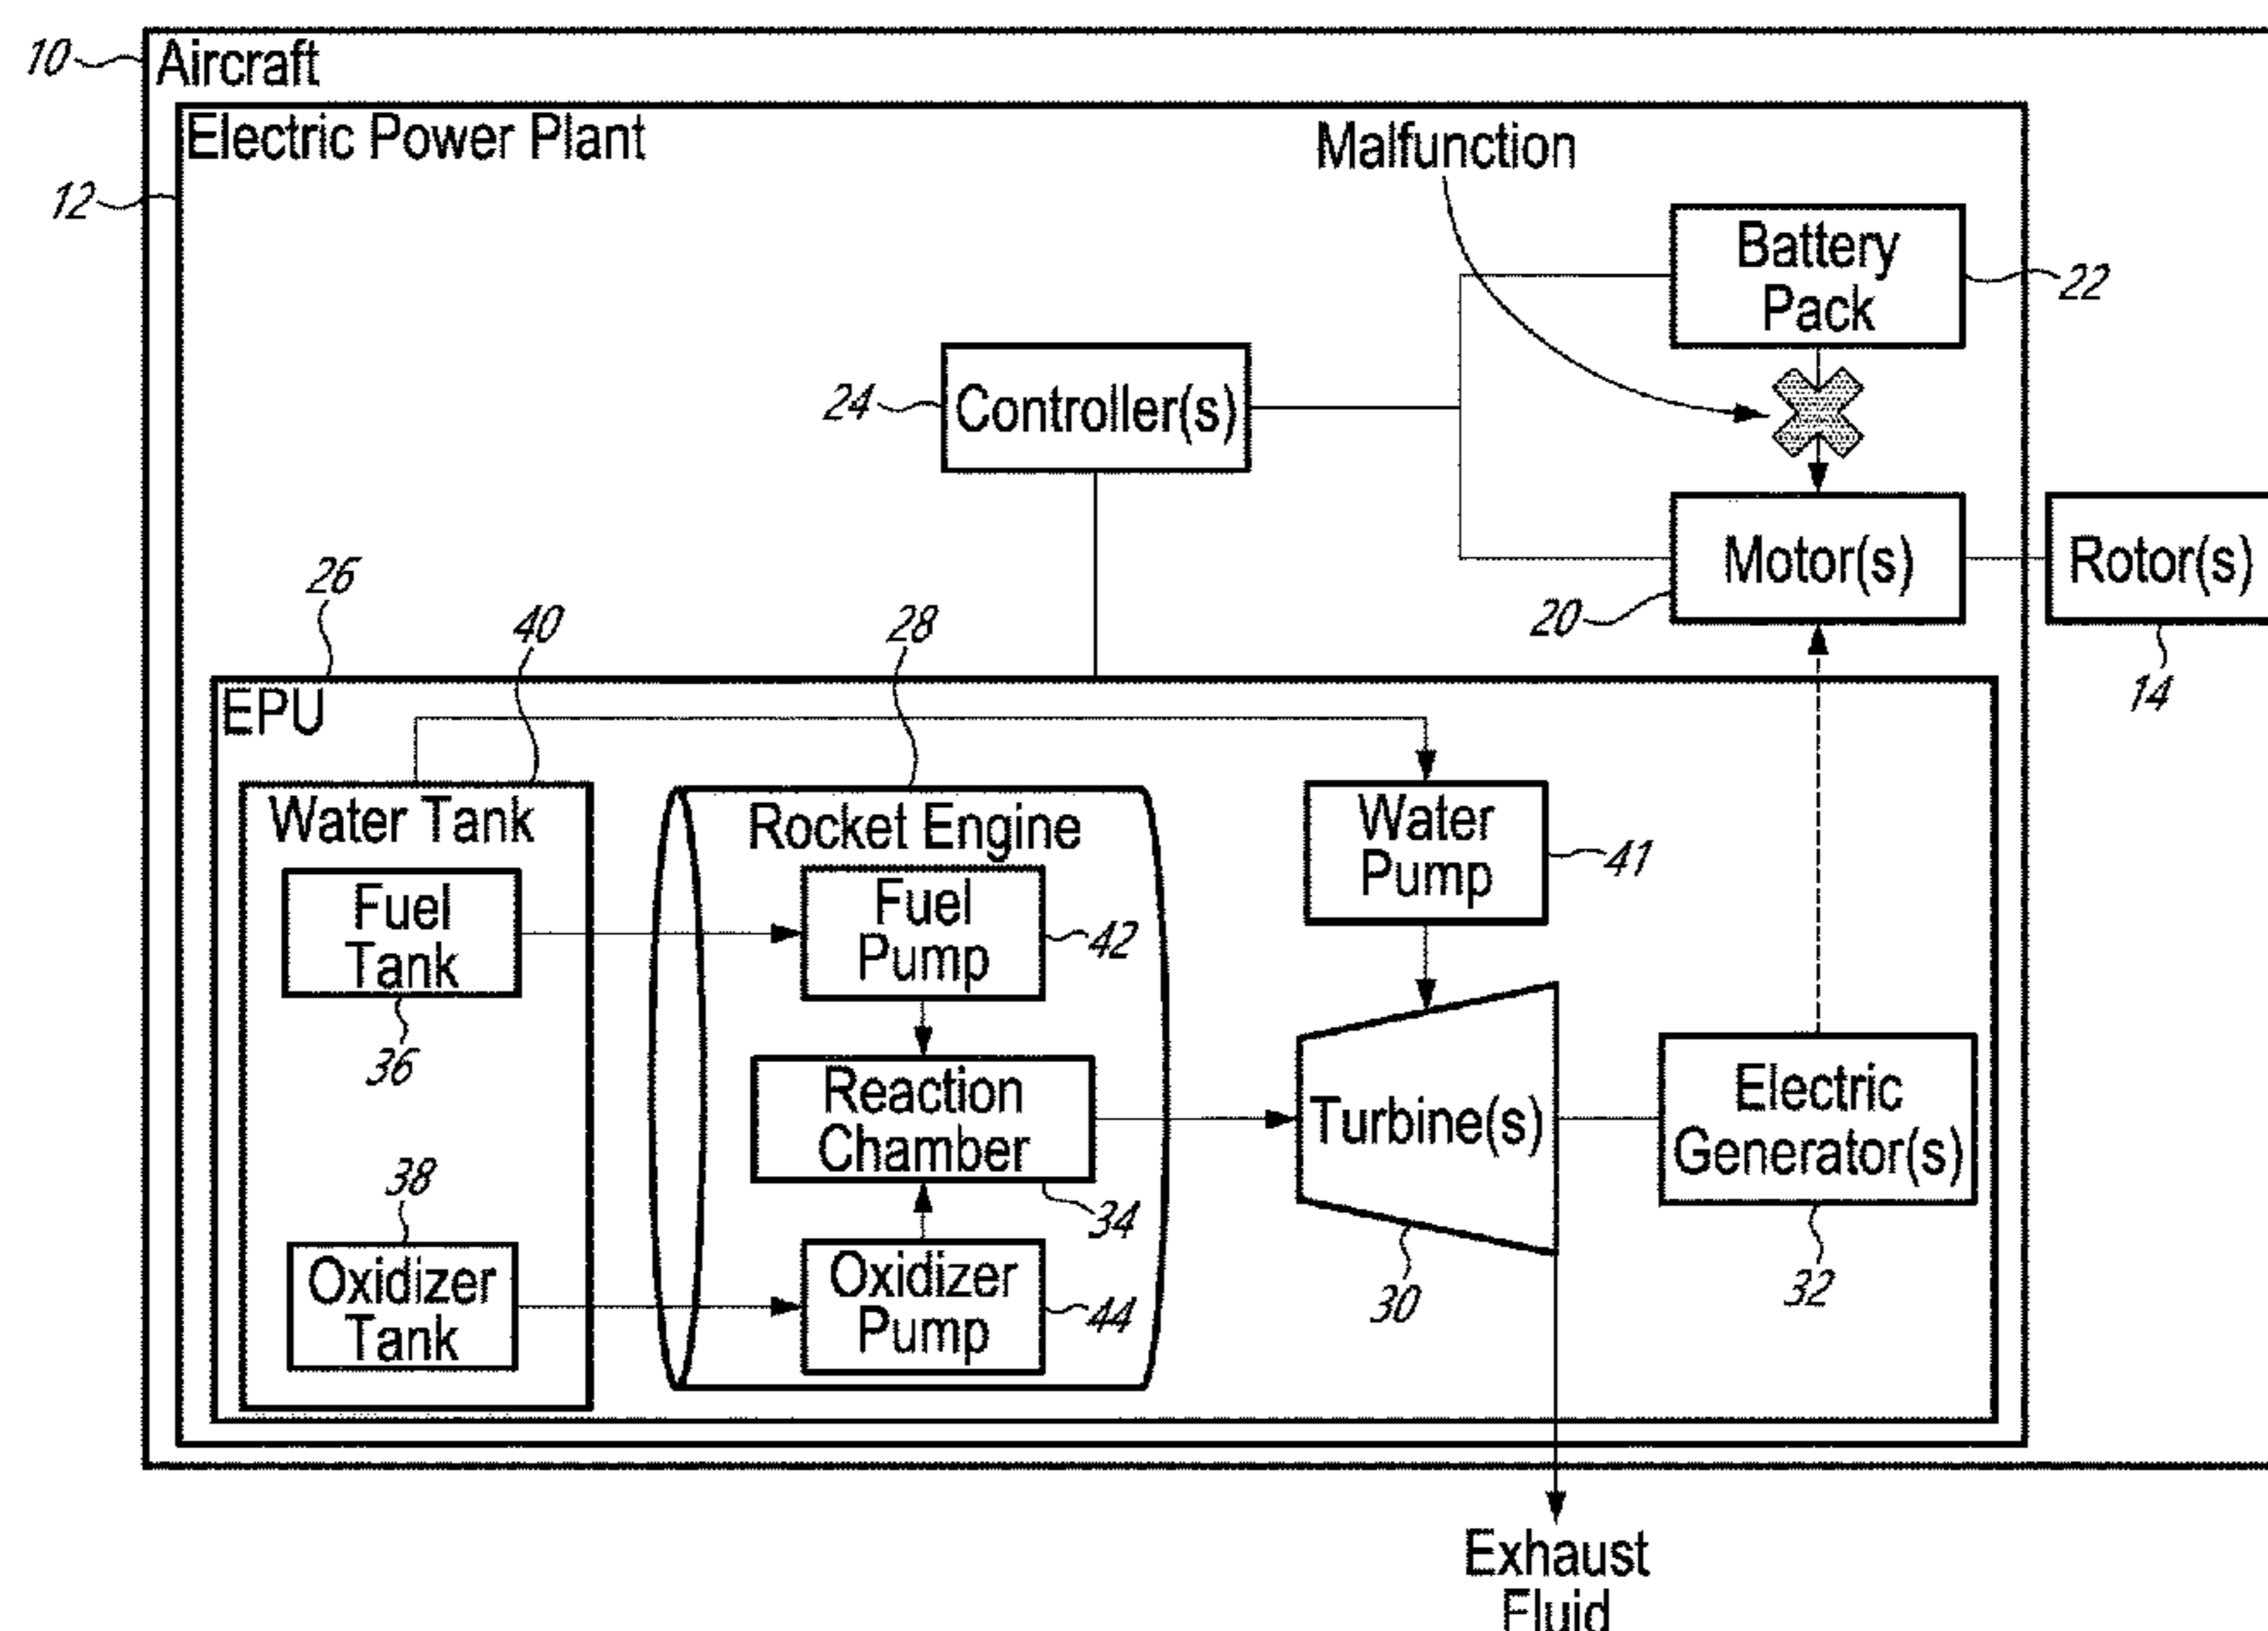 10
Aircraft
Electric Power Plant
12
Malfunction
Battery
Pack
22
24
Controller(s)
Motor(s)
20
Rotor(s)
14
26
40
28
EPU
Water Tank
Fuel
Tank
36
38
Oxidizer
Tank
Rocket Engine
Fuel
Pump
42
Reaction
Chamber
34
Oxidizer
Pump
44
Water
Pump
41
Turbine(s)
30
Electric
Generator(s)
32
Exhaust
Fluid